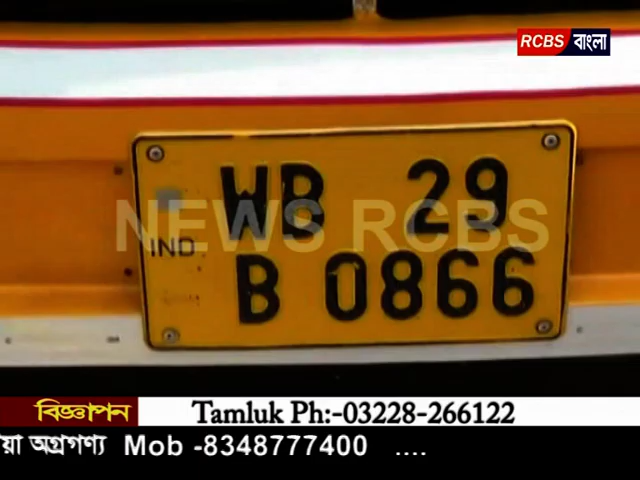 RCBS বাংলা
WB 29
NEWS RCBS
IND
B 0866
বিজ্ঞাপন Tamluk Ph:-03228-266122
য়া অগ্রগণ্য Mob -8348777400 ....